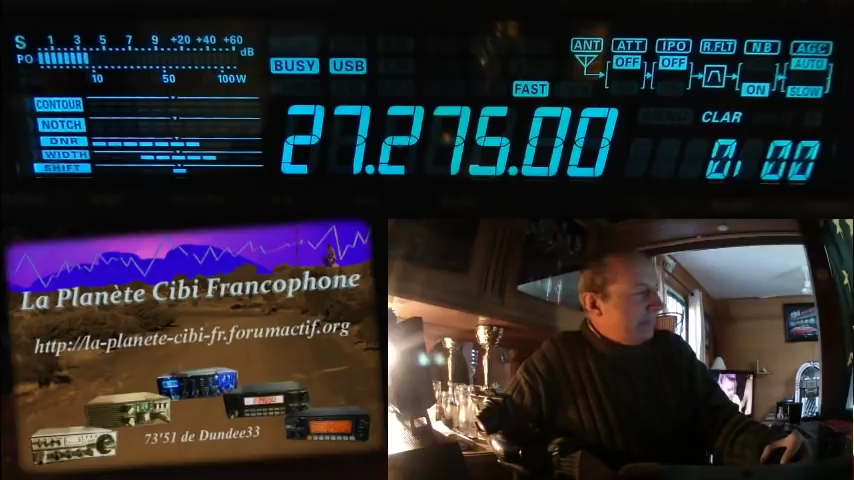 S 1 3 5 7 9 +20 +40 +60 dB
PO 10 50 100 W
BUSY USB
ANT ATT IPO R.FLT NB AGC
OFF OFF AUTO
FAST ON SLOW
CONTOUR
NOTCH
DNR
WIDTH
SHIFT
27.275.00
CLAR
0, 00
La Planète Cibi Francophone
http://la-planete-cibi-fr.forumactif.org
73'51 de Dundee33